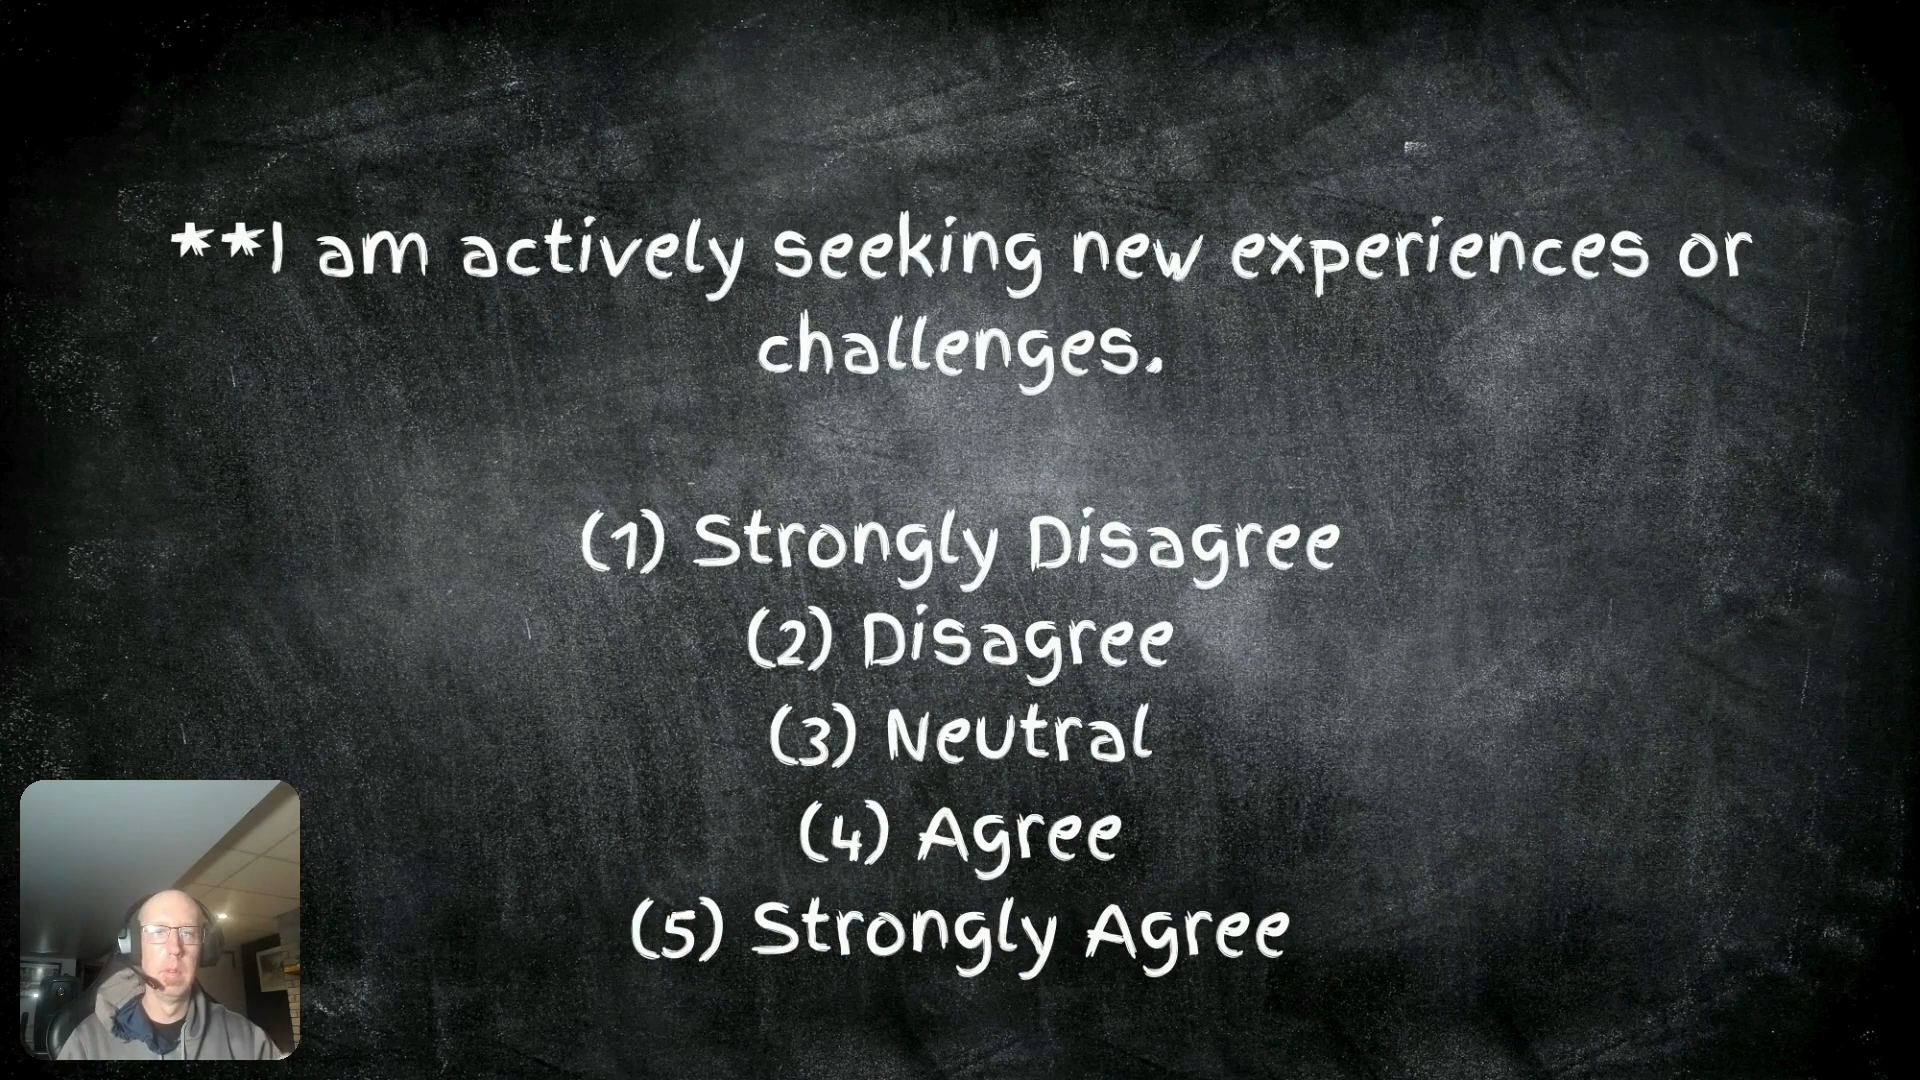 **I am actively seeking new experiences or
challenges.
(1) Strongly Disagree
(2) Disagree
(3) Neutral
(4) Agree
(5) Strongly Agree